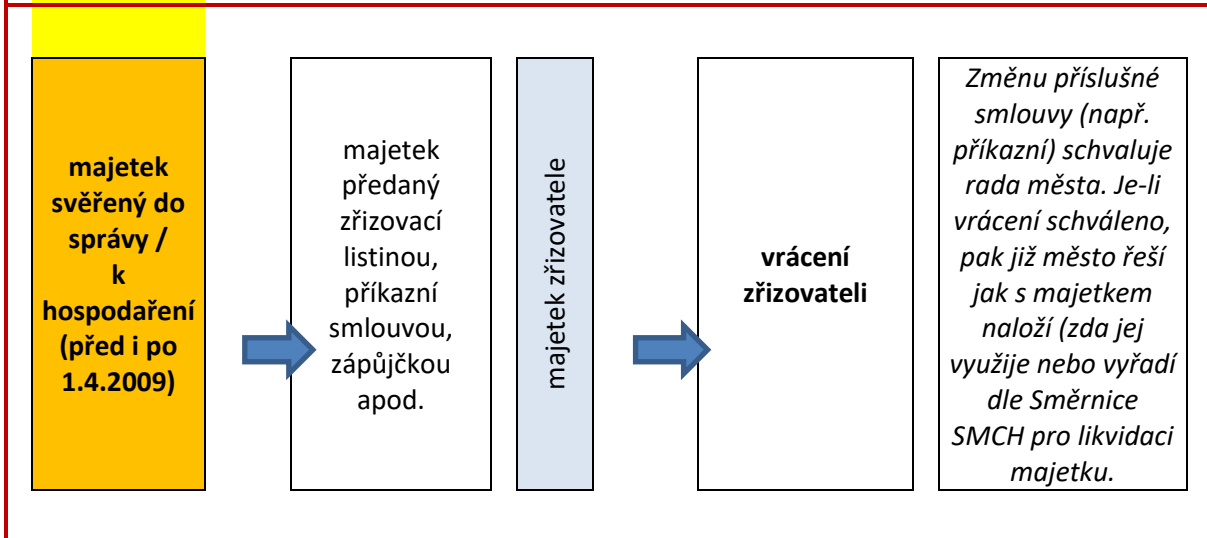 majetek
svěřený do
správy /
k
hospodaření
(před i po
1.4.2009)
majetek
předaný
zřizovací
listinou,
příkazní
smlouvou,
zápůjčkou
apod.
majetek zřizovatele
vrácení
zřizovateli
Změnu příslušné
smlouvy (např.
příkazní) schvaluje
rada města. Je-li
vrácení schváleno,
pak již město řeší
jak s majetkem
naloží (zda jej
využije nebo vyřadí
dle Směrnice
SMCH pro likvidaci
majetku.